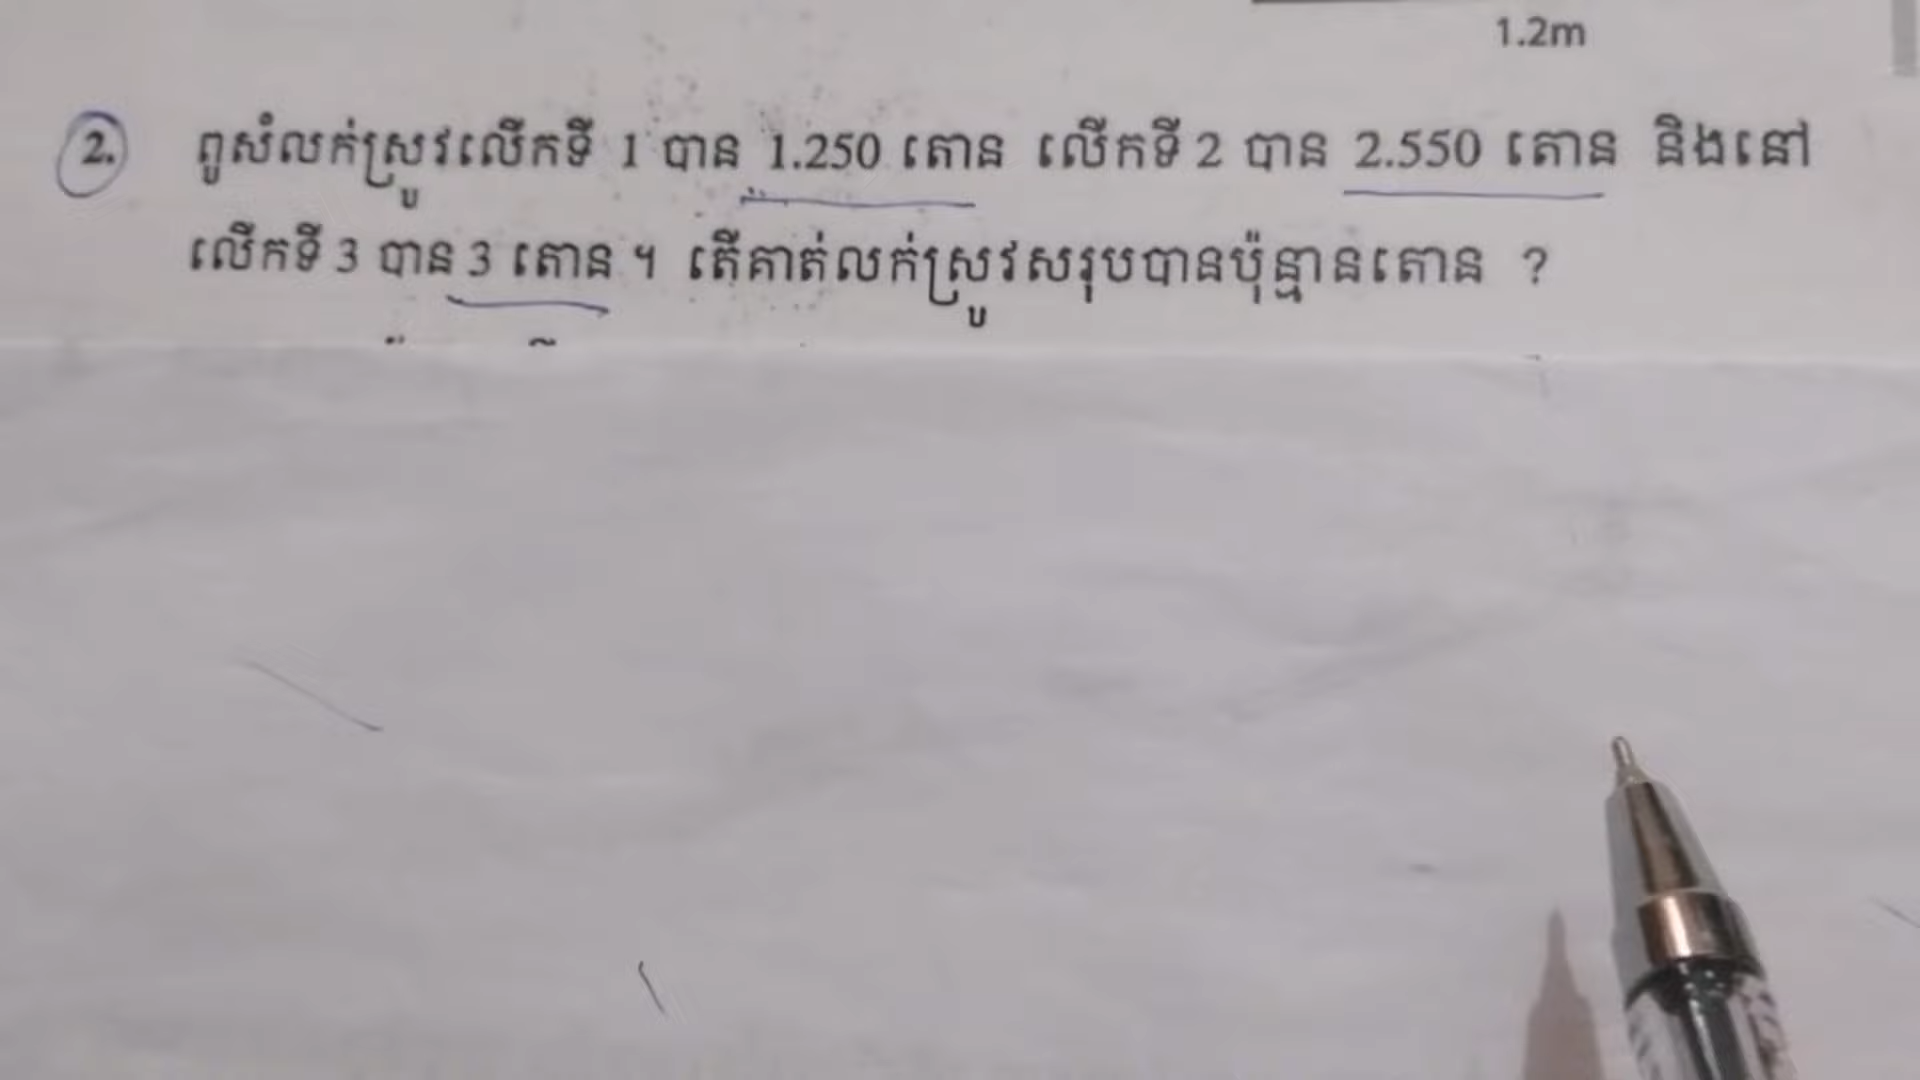 1.2m
2. ពូសំលក់ស្រូវលើកទី 1 បាន 1.250 តោន លើកទី 2 បាន 2.550 តោន និងនៅ
លើកទី 3 បាន 3 តោន ។ តើគាត់លក់ស្រូវសរុបបានប៉ុន្មានតោន ?